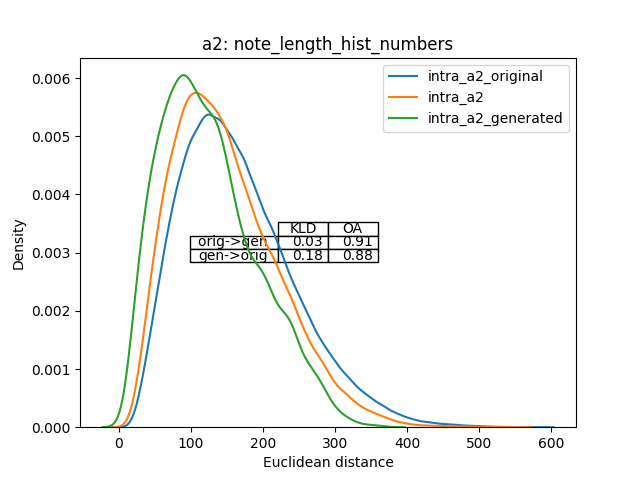 a2: note_length_hist_numbers
intra_a2_original
intra_a2
intra_a2_generated
0.006
0.005
0.004
0.003
0.002
0.001
0.000
Density
KLD OA
orig->gen 0.03 0.91
gen->orig 0.18 0.88
0 100 200 300 400 500 600
Euclidean distance